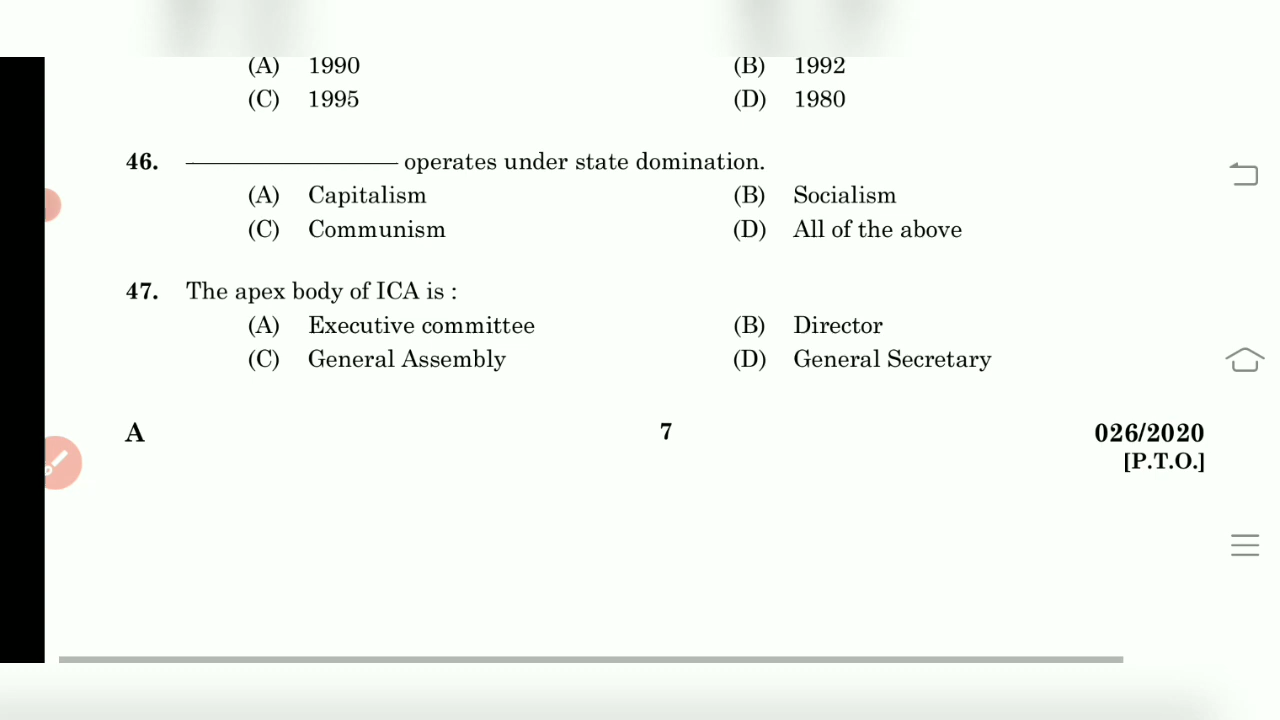 (A) 1990 (B) 1992
(C) 1995 (D) 1980
46. ____________ operates under state domination.
(A) Capitalism (B) Socialism
(C) Communism (D) All of the above
47. The apex body of ICA is :
(A) Executive committee (B) Director
(C) General Assembly (D) General Secretary
A 7 026/2020
[P.T.O.]